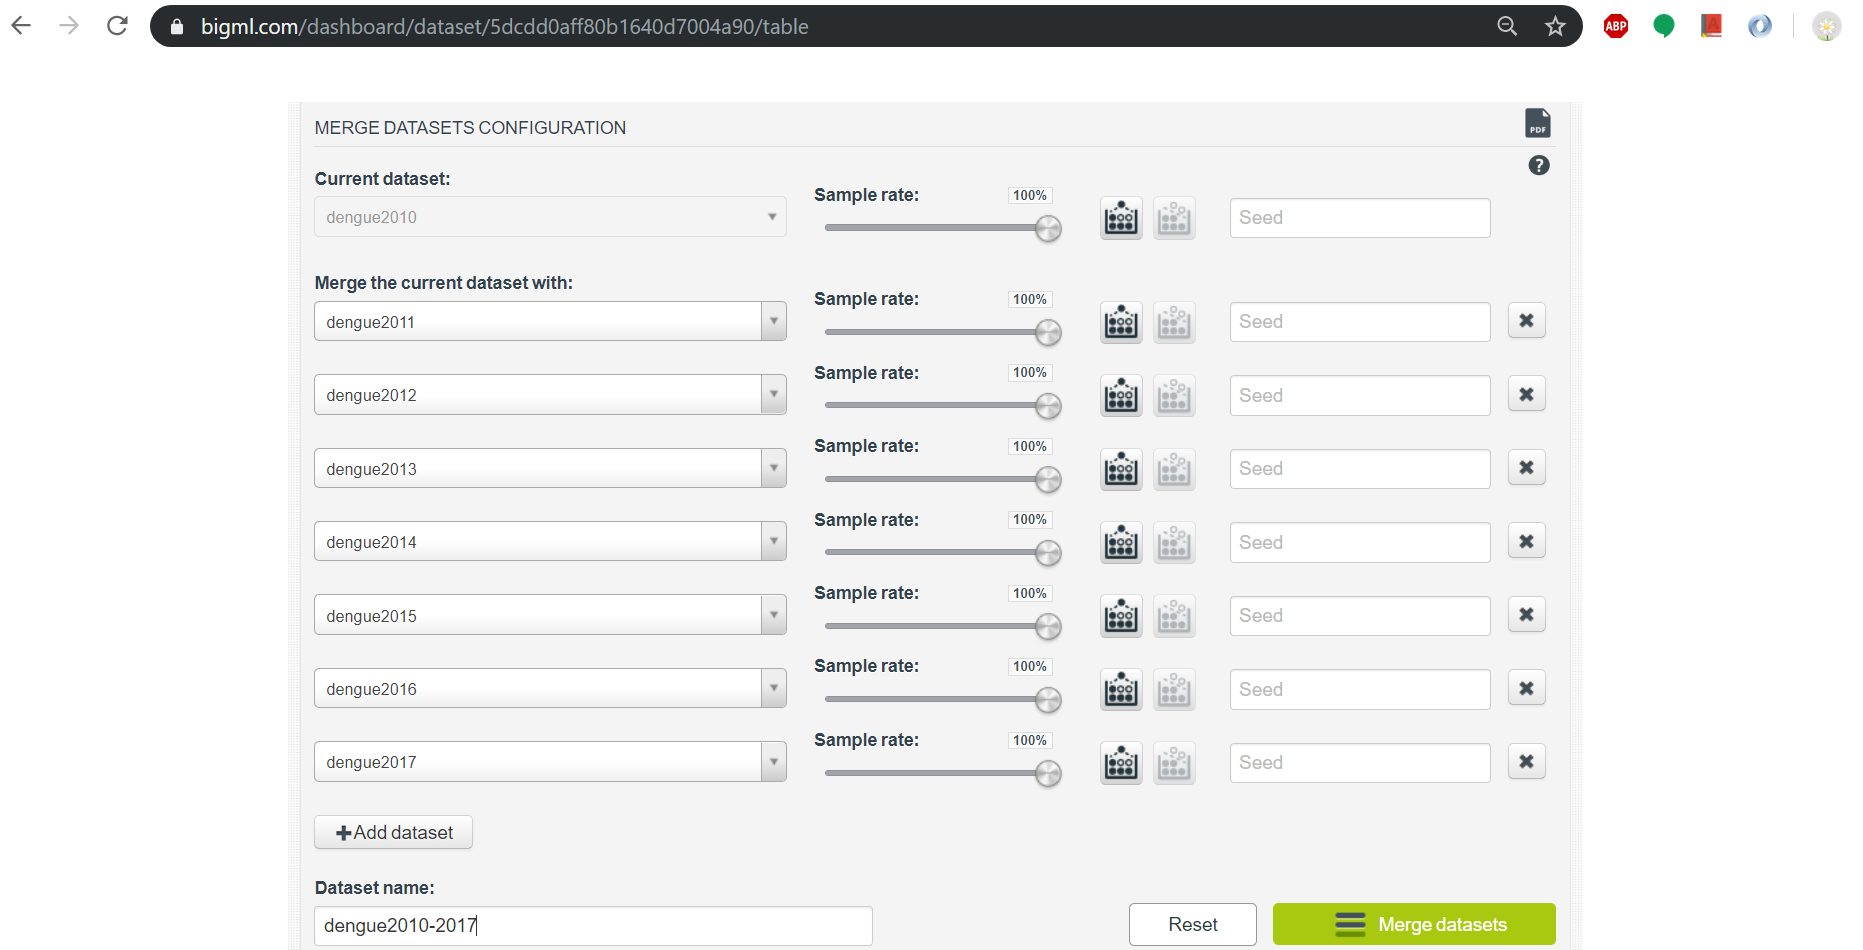 bigml.com/dashboard/dataset/5dcdd0aff80b1640d7004a90/table
ABP
A
MERGE DATASETS CONFIGURATION
PDF
?
Current dataset:
dengue2010
Sample rate: 100%
Seed
Merge the current dataset with:
dengue2011
Sample rate: 100%
Seed
dengue2012
Sample rate: 100%
Seed
dengue2013
Sample rate: 100%
Seed
dengue2014
Sample rate: 100%
Seed
dengue2015
Sample rate: 100%
Seed
dengue2016
Sample rate: 100%
Seed
dengue2017
Sample rate: 100%
Seed
Add dataset
Dataset name:
dengue2010-2017
Reset
Merge datasets